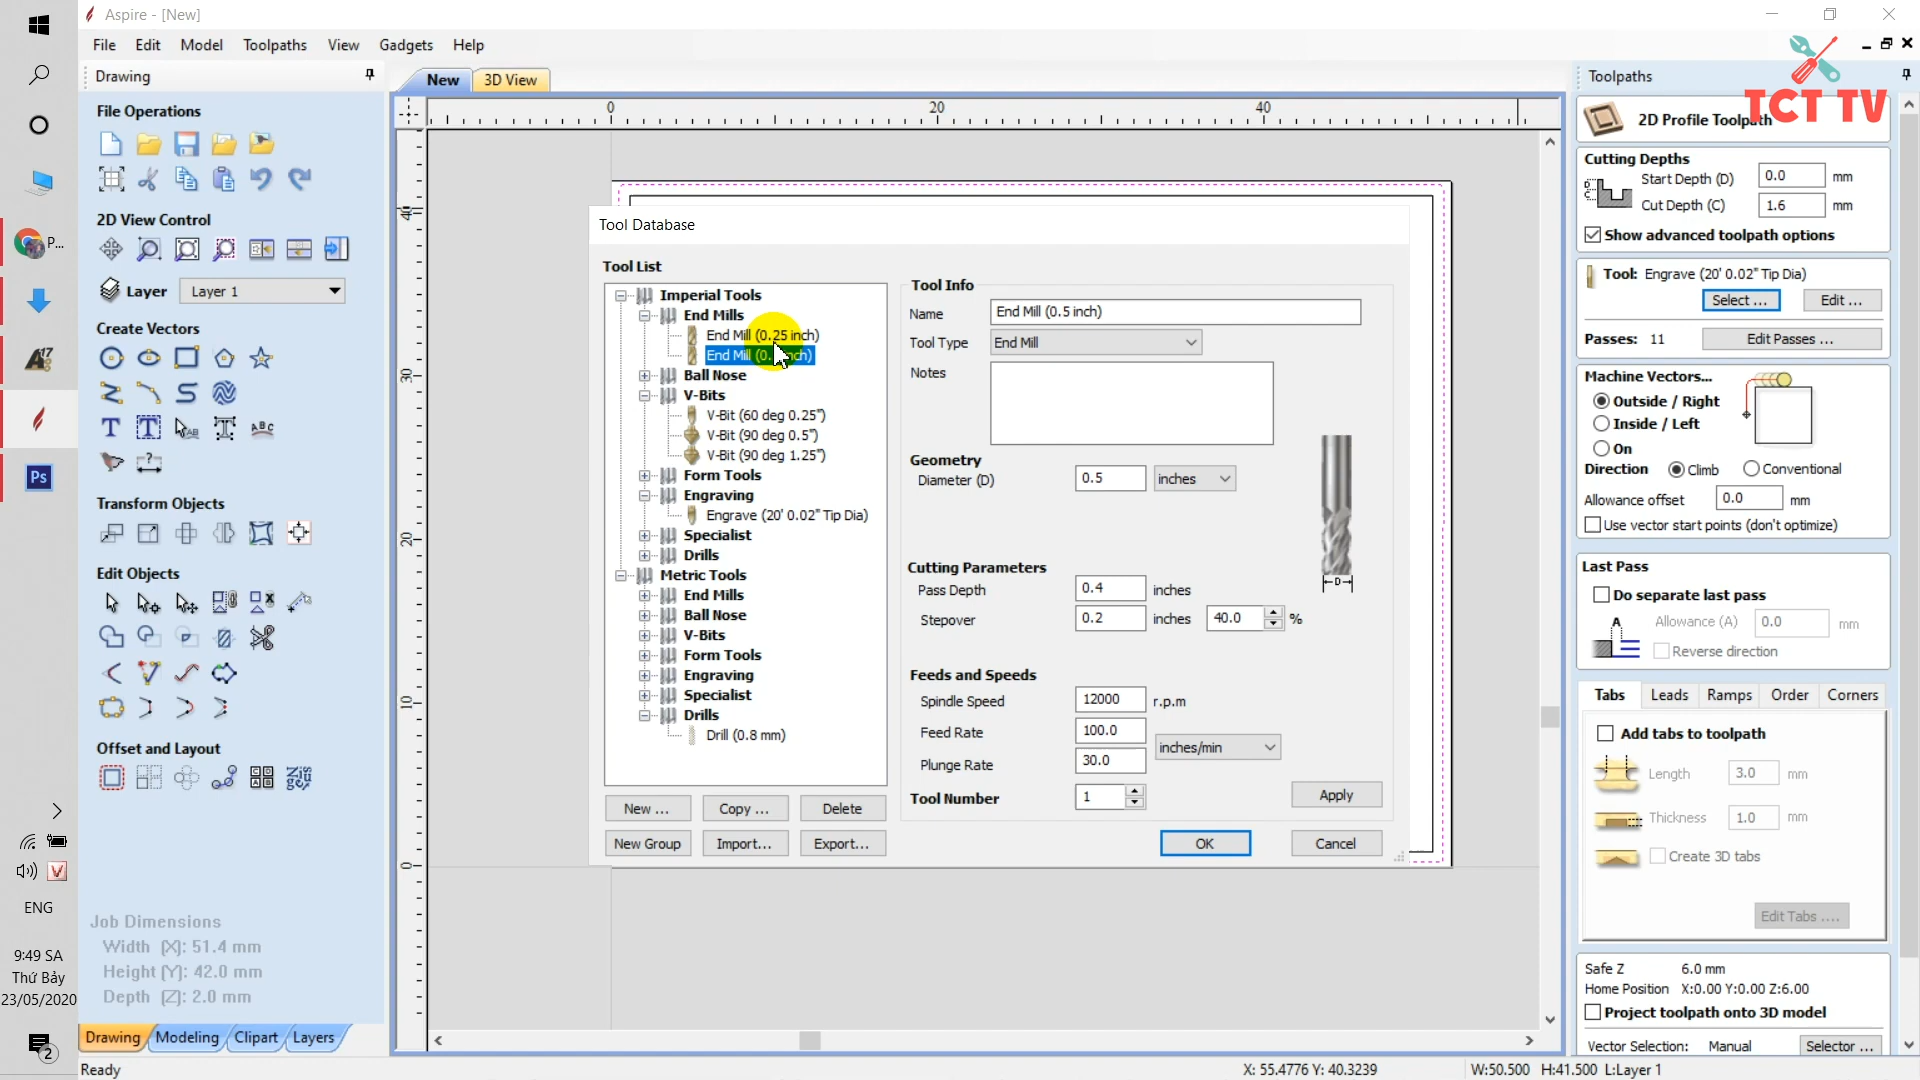 Aspire - [New]
File Edit Model Toolpaths View Gadgets Help
TCT TV
Drawing
File Operations
2D View Control
Layer Layer 1
Create Vectors
Transform Objects
Edit Objects
Offset and Layout
Job Dimensions
Width (X): 51.4 mm
Height (Y): 42.0 mm
Depth (Z): 2.0 mm
Drawing Modeling Clipart Layers
Ready
P...
ENG
9:49 SA
Thứ Bảy
23/05/2020
2
New 3D View
0 20 40
40
30
20
10
0
Tool Database
Tool List
Imperial Tools
End Mills
End Mill (0.25 inch)
End Mill (0. inch)
Ball Nose
V-Bits
V-Bit (60 deg 0.25")
V-Bit (90 deg 0.5")
V-Bit (90 deg 1.25")
Form Tools
Engraving
Engrave (20' 0.02" Tip Dia)
Specialist
Drills
Metric Tools
End Mills
Ball Nose
V-Bits
Form Tools
Engraving
Specialist
Drills
Drill (0.8 mm)
New ... Copy ... Delete
New Group Import... Export...
Tool Info
Name End Mill (0.5 inch)
Tool Type End Mill
Notes
Geometry
Diameter (D) 0.5 inches
D
Cutting Parameters
Pass Depth 0.4 inches
Stepover 0.2 inches 40.0 %
Feeds and Speeds
Spindle Speed 12000 r.p.m
Feed Rate 100.0
inches/min
Plunge Rate 30.0
Tool Number 1 Apply
OK Cancel
X: 55.4776 Y: 40.3239
W:50.500 H:41.500 L:Layer 1
Toolpaths
2D Profile Toolpath
Cutting Depths
Start Depth (D) 0.0 mm
Cut Depth (C) 1.6 mm
Show advanced toolpath options
Tool: Engrave (20' 0.02" Tip Dia)
Select ... Edit ...
Passes: 11 Edit Passes ...
Machine Vectors...
Outside / Right
Inside / Left
On
Direction Climb Conventional
Allowance offset 0.0 mm
Use vector start points (don't optimize)
Last Pass
Do separate last pass
Allowance (A) 0.0 mm
Reverse direction
Tabs Leads Ramps Order Corners
Add tabs to toolpath
Length 3.0 mm
Thickness 1.0 mm
Create 3D tabs
Edit Tabs ....
Safe Z 6.0 mm
Home Position X:0.00 Y:0.00 Z:6.00
Project toolpath onto 3D model
Vector Selection: Manual Selector ...